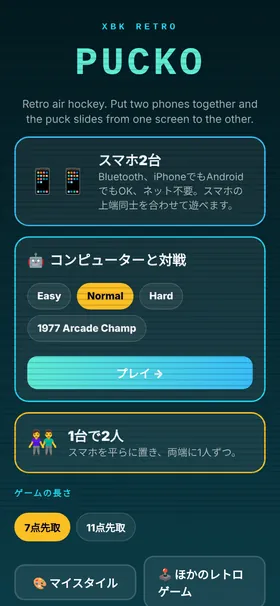 XBK RETRO
PUCKO
Retro air hockey. Put two phones together and
the puck slides from one screen to the other.
スマホ2台
Bluetooth、iPhoneでもAndroid
でもOK、ネット不要。スマホの
上端同士を合わせて遊べます。
コンピューターと対戦
Easy
Normal
Hard
1977 Arcade Champ
プレイ →
1台で2人
スマホを平らに置き、両端に1人ずつ。
ゲームの長さ
7点先取
11点先取
マイスタイル
ほかのレトロ
ゲーム